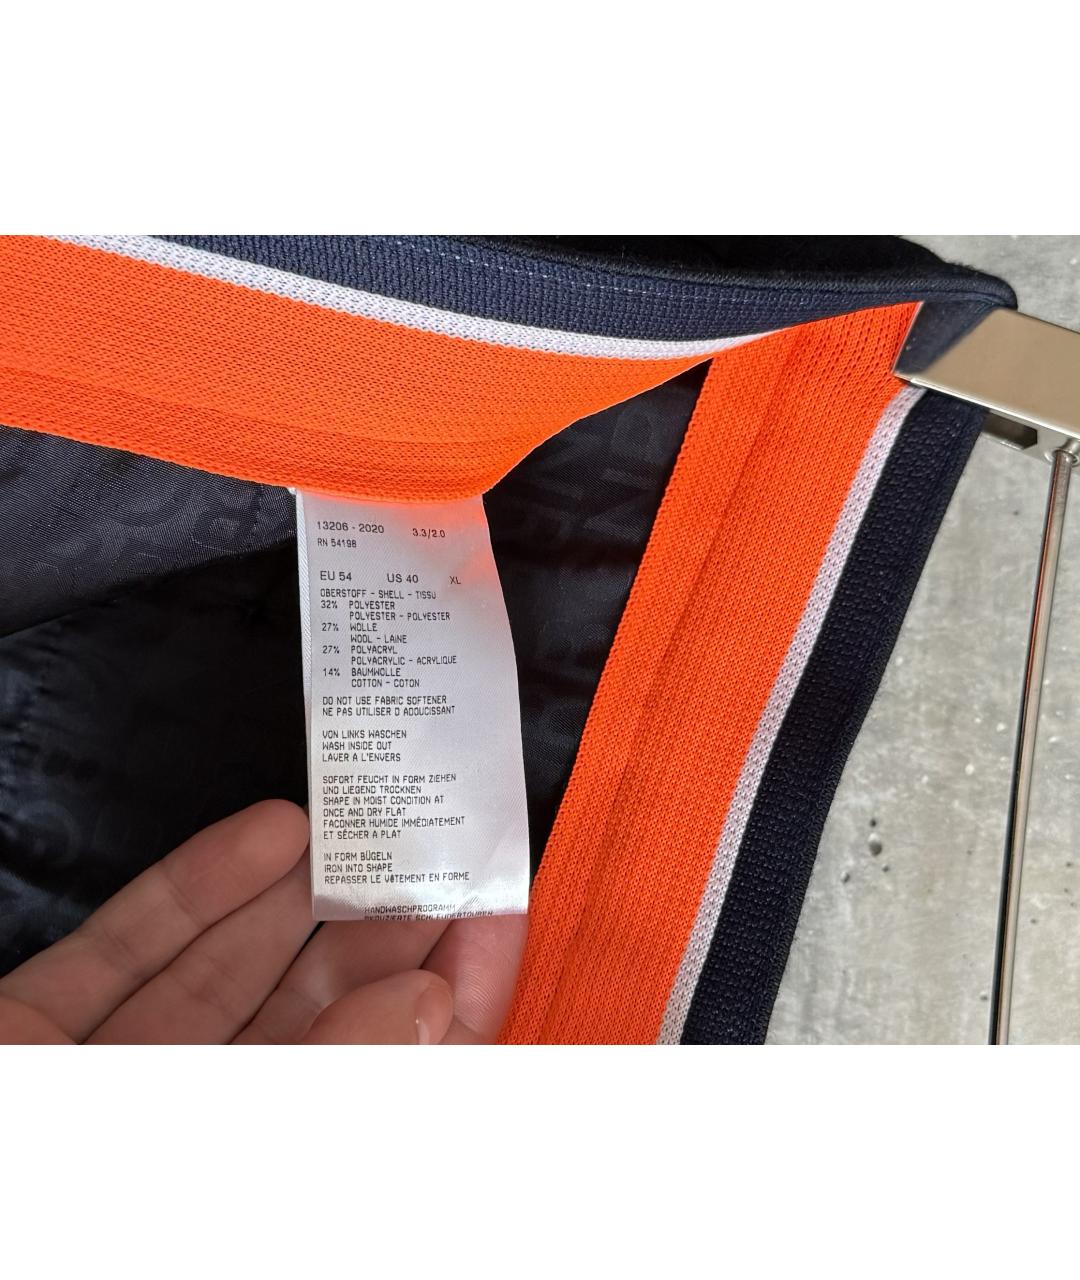 13206 - 2020 3.3/2.0
RN 54198
EU 54 US 40 XL
OBERSTOFF - SHELL - TISSU
32% POLYESTER
POLYESTER - POLYESTER
27% WOLLE
WOOL - LAINE
27% POLYACRYL
POLYACRYLIC - ACRYLIQUE
14% BAUMWOLLE
COTTON - COTON
DO NOT USE FABRIC SOFTENER
NE PAS UTILISER D ADOUCISSANT
VON LINKS WASCHEN
WASH INSIDE OUT
LAVER A L'ENVERS
SOFORT FEUCHT IN FORM ZIEHEN
UND LIEGEND TROCKNEN
SHAPE IN MOIST CONDITION AT
ONCE AND DRY FLAT
FACONNER HUMIDE IMMÉDIATEMENT
ET SÉCHER A PLAT
IN FORM BÜGELN
IRON INTO SHAPE
REPASSER LE VÊTEMENT EN FORME
HANDWASCHPROGRAMM
REDUZIERTE SCHLEUDERTOUREN